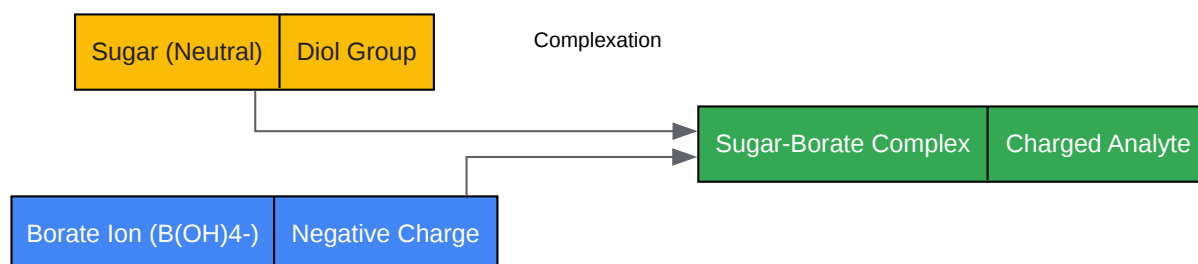 Sugar (Neutral)
Diol Group
Complexation
Sugar-Borate Complex
Charged Analyte
Borate Ion (B(OH)4-)
Negative Charge